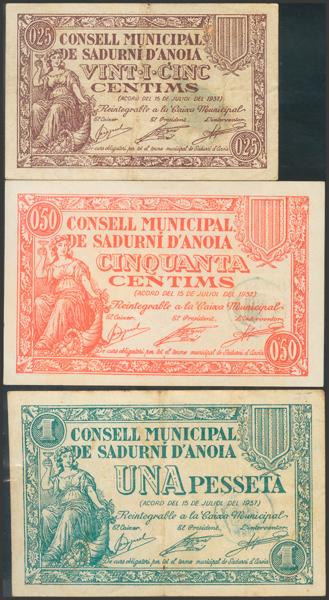 025
CONSELL MUNICIPAL
DE SADURNÍ D'ANOIA
VINT-I-CINC
CENTIMS
(ACORD DEL 15 DE JULIOL DEL 1937)
Reintegrable a la Caixa Municipal
El Caixer El President L'interventor
De curs obligatori per tot el terme municipal de Sadurní d'Anoia
025
0'50
CONSELL MUNICIPAL
DE SADURNÍ D'ANOIA
CINQUANTA
CENTIMS
(ACORD DEL 15 DE JULIOL DEL 1937)
Reintegrable a la Caixa Municipal
El Caixer El President L'interventor
De curs obligatori per tot el terme municipal de Sadurní d'Anoia
0'50
1
CONSELL MUNICIPAL
DE SADURNÍ D'ANOIA
UNA PESSETA
(ACORD DEL 15 DE JULIOL DEL 1937)
Reintegrable a la Caixa Municipal
El Caixer El President L'interventor
De curs obligatori per tot el terme municipal de Sadurní d'Anoia
1